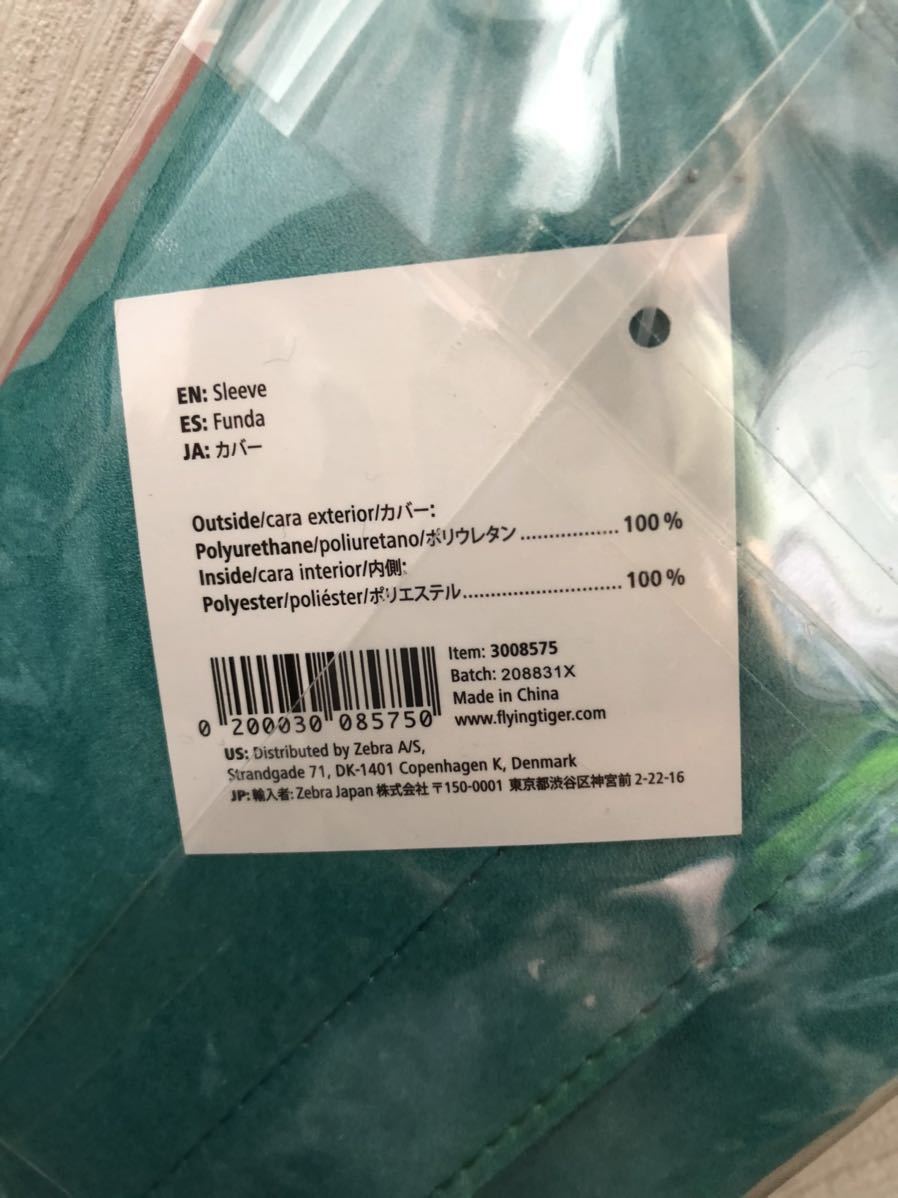 EN: Sleeve
ES: Funda
JA: カバー
Outside/cara exterior/カバー:
Polyurethane/poliuretano/ポリウレタン ................. 100 %
Inside/cara interior/内側:
Polyester/poliéster/ポリエステル ........................... 100 %
Item: 3008575
Batch: 208831X
Made in China
www.flyingtiger.com
0 200030 085750
US: Distributed by Zebra A/S,
Strandgade 71, DK-1401 Copenhagen K, Denmark
JP: 輸入者: Zebra Japan 株式会社 〒150-0001 東京都渋谷区神宮前 2-22-16